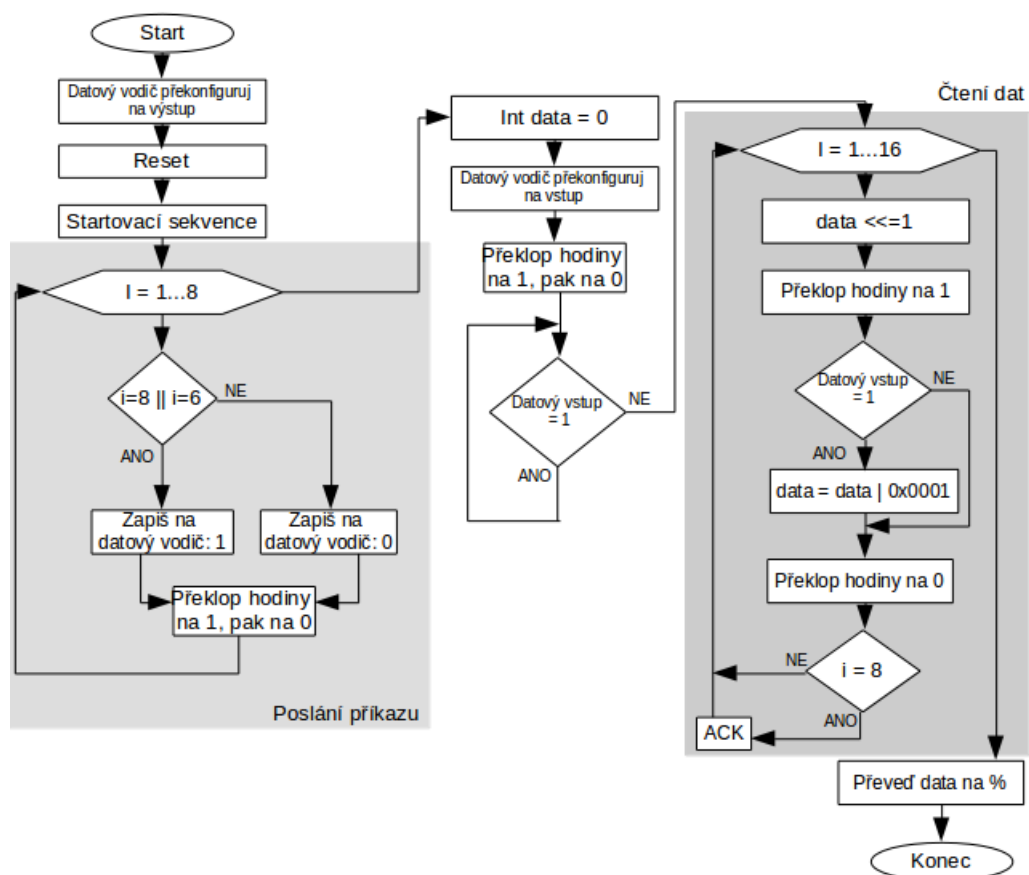 Start
Datový vodič překonfiguruj
na výstup
Reset
Startovací sekvence
I = 1...8
i=8 || i=6
NE
ANO
Zapiš na
datový vodič: 1
Zapiš na
datový vodič: 0
Překlop hodiny
na 1, pak na 0
Poslání příkazu
Int data = 0
Datový vodič překonfiguruj
na vstup
Překlop hodiny
na 1, pak na 0
Datový vstup
= 1
NE
ANO
Čtení dat
I = 1...16
data <<=1
Překlop hodiny na 1
Datový vstup
= 1
NE
ANO
data = data | 0x0001
Překlop hodiny na 0
i = 8
NE
ANO
ACK
Převeď data na %
Konec